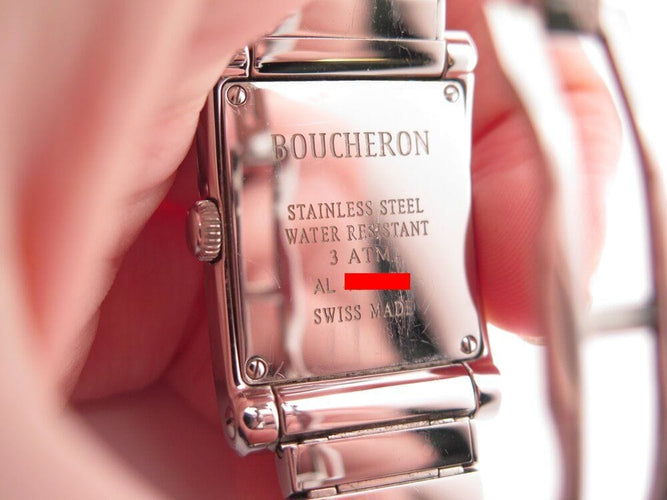 BOUCHERON
STAINLESS STEEL
WATER RESISTANT
3 ATM
AL
SWISS MADE